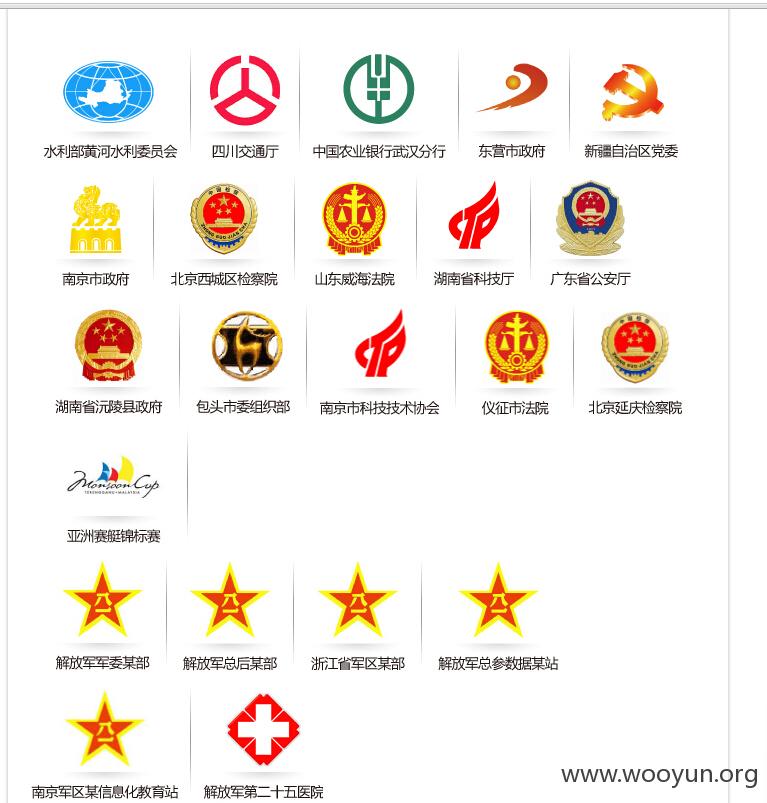 水利部黄河水利委员会 四川交通厅 中国农业银行武汉分行 东营市政府 新疆自治区党委
南京市政府 北京西城区检察院 山东威海法院 湖南省科技厅 广东省公安厅
湖南省沅陵县政府 包头市委组织部 南京市科技技术协会 仪征市法院 北京延庆检察院
Monsoon Cup
TERENGGANU • MALAYSIA
亚洲赛艇锦标赛
解放军军委某部 解放军总后某部 浙江省军区某部 解放军总参数据某站
南京军区某信息化教育站 解放军第二十五医院
www.wooyun.org